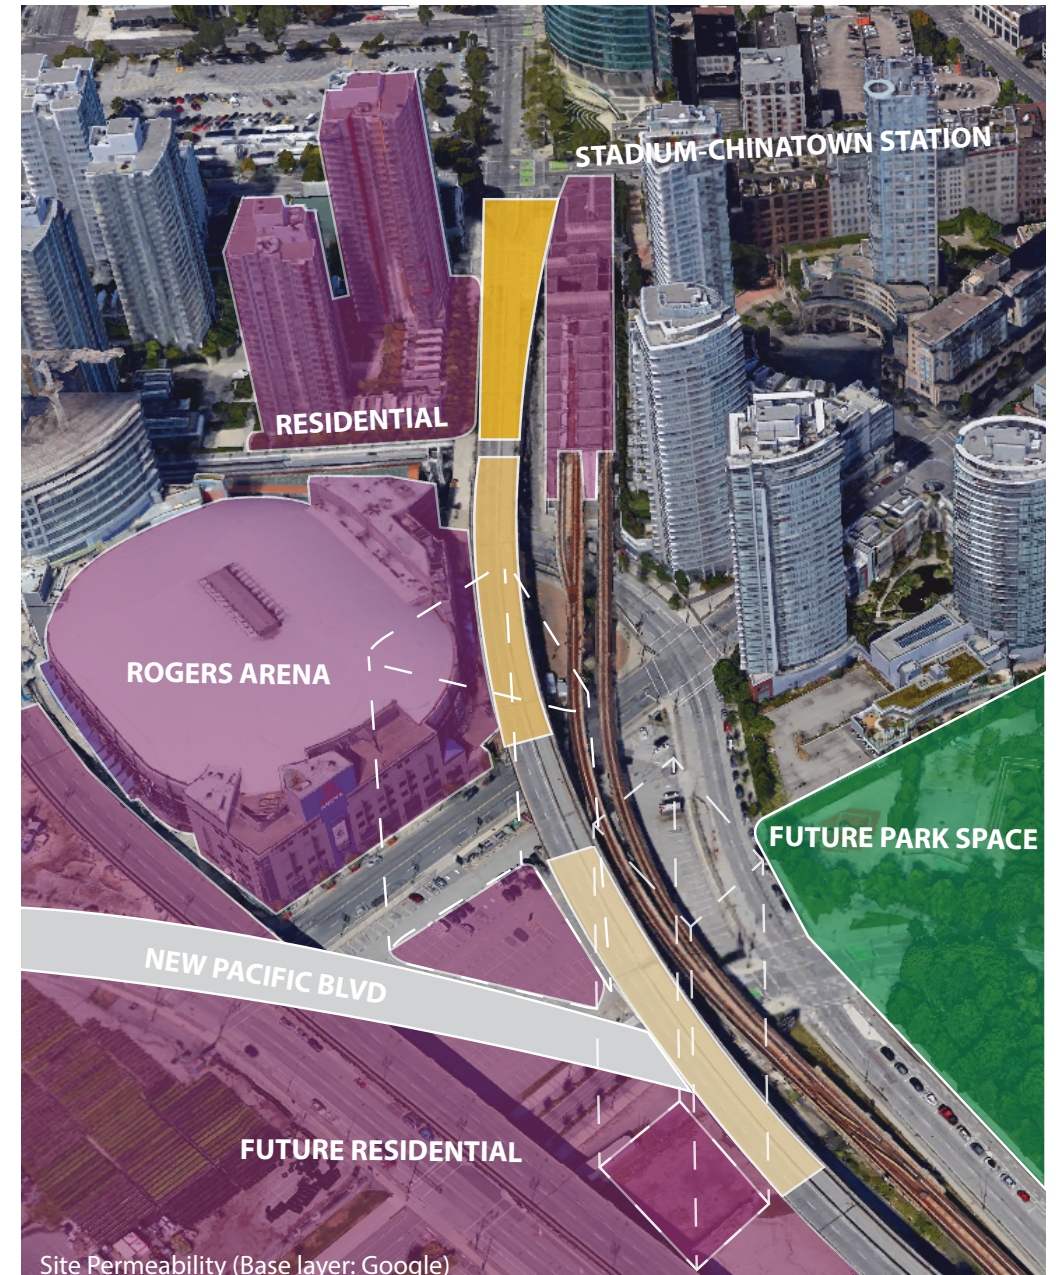 STADIUM-CHINATOWN STATION
RESIDENTIAL
ROGERS ARENA
FUTURE PARK SPACE
NEW PACIFIC BLVD
FUTURE RESIDENTIAL
Site Permeability (Base layer: Google)